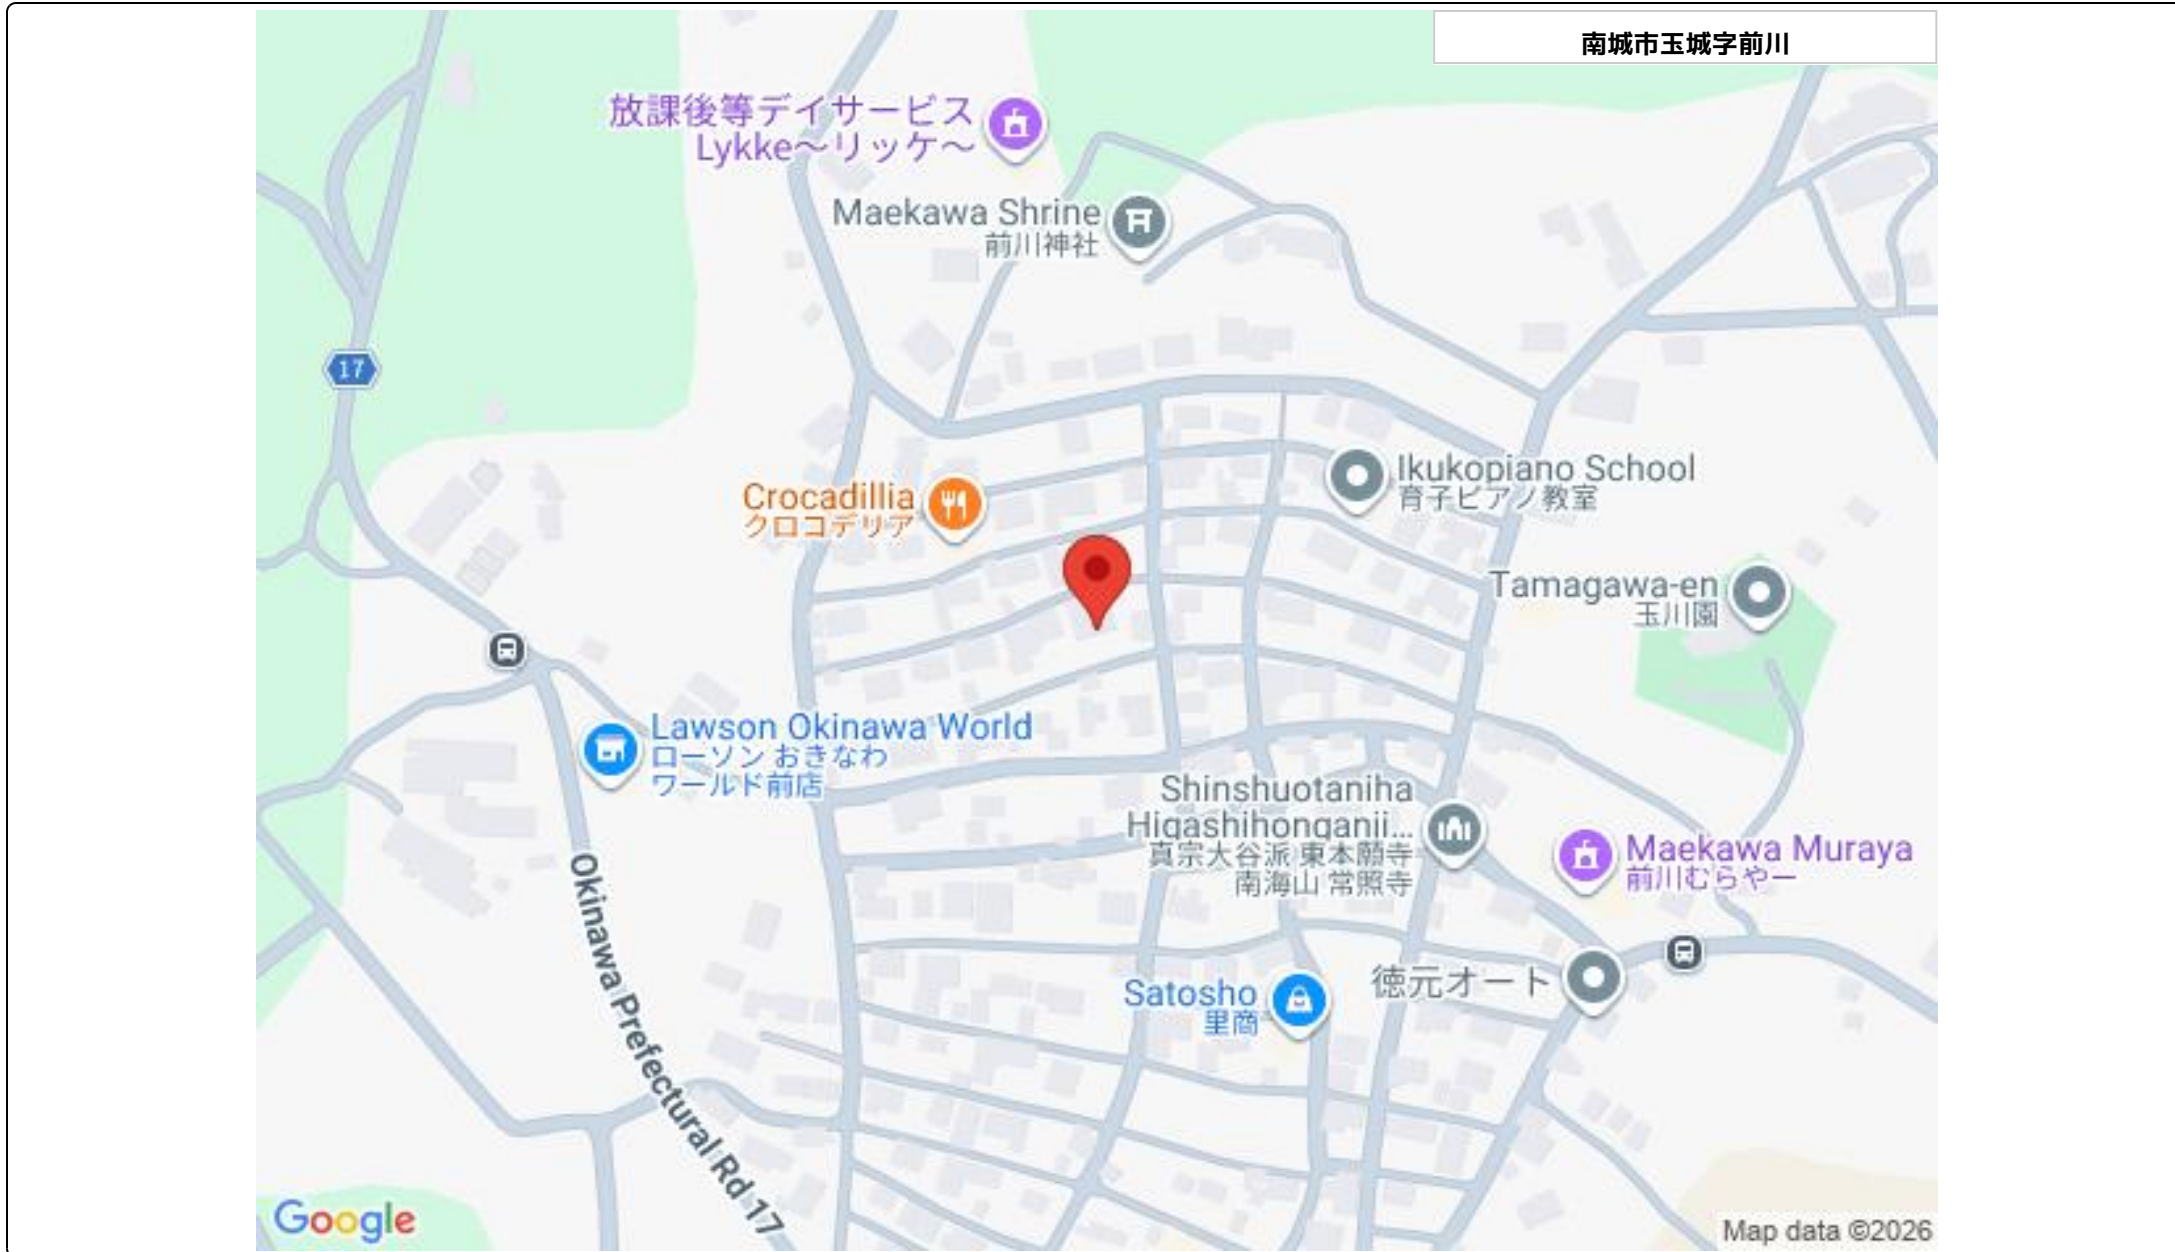 南城市玉城字前川
放課後等デイサービス
Lykke～リッケ～
Maekawa Shrine
前川神社
17
Ikukopiano School
育子ピアノ教室
Crocadillia
クロコデリア
Tamagawa-en
玉川園
Lawson Okinawa World
ローソン おきなわ
ワールド前店
Shinshuotaniha
Higashihonganji...
真宗大谷派 東本願寺
南海山 常照寺
Maekawa Muraya
前川むらやー
Okinawa Prefectural Rd 17
徳元オート
Satosho
里商
Google
Map data ©2026